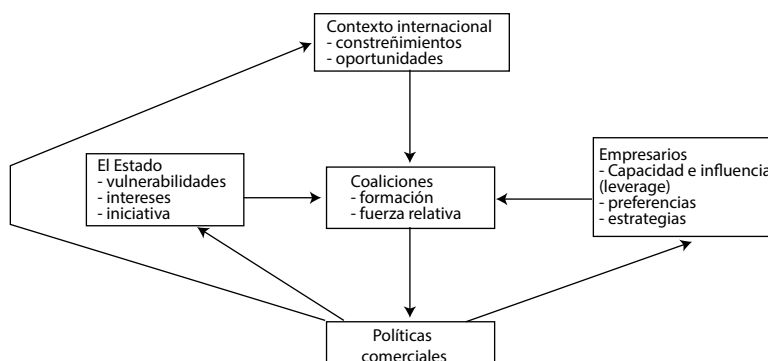 Contexto internacional
- constreñimientos
- oportunidades
El Estado
- vulnerabilidades
- intereses
- iniciativa
Coaliciones
- formación
- fuerza relativa
Empresarios
- Capacidad e influencia
(leverage)
- preferencias
- estrategias
Políticas
comerciales